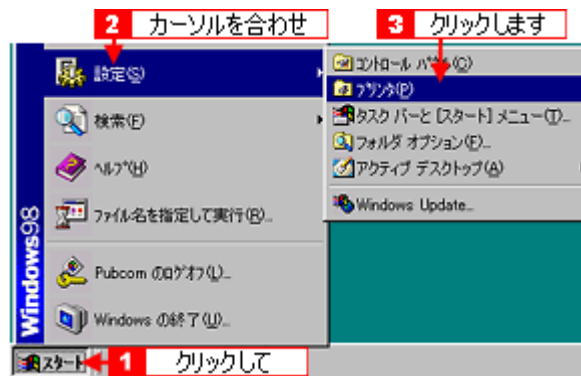 2 カーソルを合わせ
3 クリックします
設定(S)
検索(F)
ヘルプ(H)
ファイル名を指定して実行(R)...
Pubcom のログオフ(L)...
Windows の終了(U)...
Windows98
コントロール パネル(C)
プリンタ(P)
タスク バーと [スタート] メニュー(T)...
フォルダ オプション(F)...
アクティブ デスクトップ(A)
Windows Update...
スタート
1 クリックして